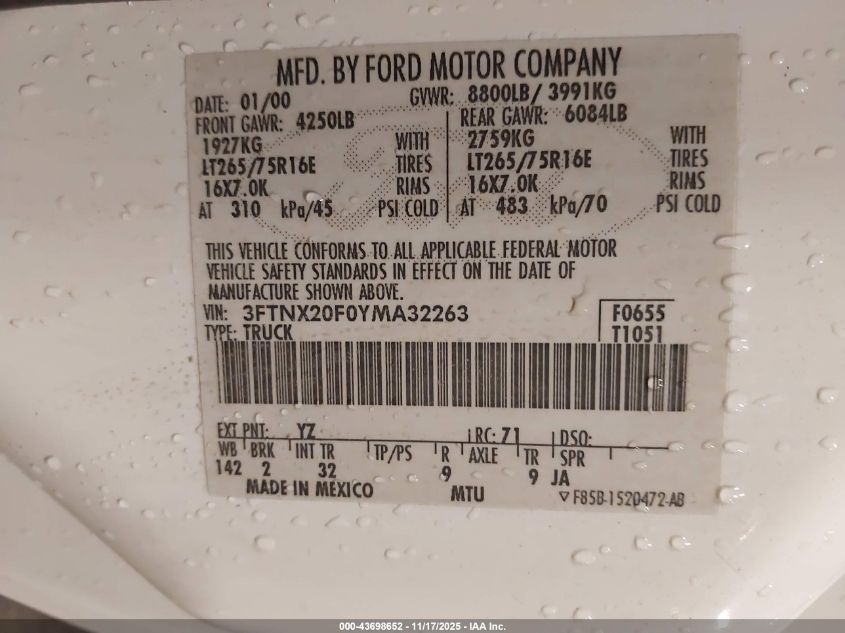 MFD. BY FORD MOTOR COMPANY
DATE: 01/00 GVWR: 8800LB/ 3991KG
FRONT GAWR: 4250LB REAR GAWR: 6084LB
1927KG WITH 2759KG WITH
LT265/75R16E TIRES LT265/75R16E TIRES
16X7.0K RIMS 16X7.0K RIMS
AT 310 kPa/45 PSI COLD AT 483 kPa/70 PSI COLD
THIS VEHICLE CONFORMS TO ALL APPLICABLE FEDERAL MOTOR
VEHICLE SAFETY STANDARDS IN EFFECT ON THE DATE OF
MANUFACTURE SHOWN ABOVE.
VIN: 3FTNX20F0YMA32263 F0655
TYPE: TRUCK T1051
EXT PNT: YZ RC: 71 DSO:
WB BRK INT TR TP/PS R AXLE TR SPR
142 2 32 9 9 JA
MADE IN MEXICO MTU F85B-1520472-AB
000-43698652 - 11/17/2025 - IAA Inc.